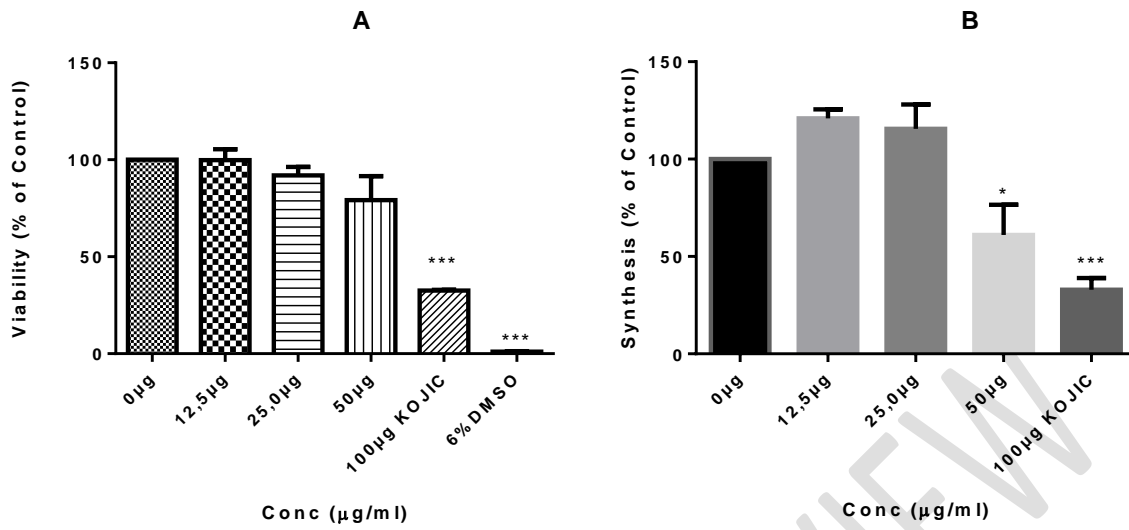 A
Viability (% of Control)
150
100
50
0
***
***
0µg
12,5µg
25,0µg
50µg
100µg KOJIC
6%DMSO
Conc (µg/ml)
B
Synthesis (% of Control)
150
100
50
0
*
***
0µg
12,5µg
25,0µg
50µg
100µg KOJIC
Conc (µg/ml)